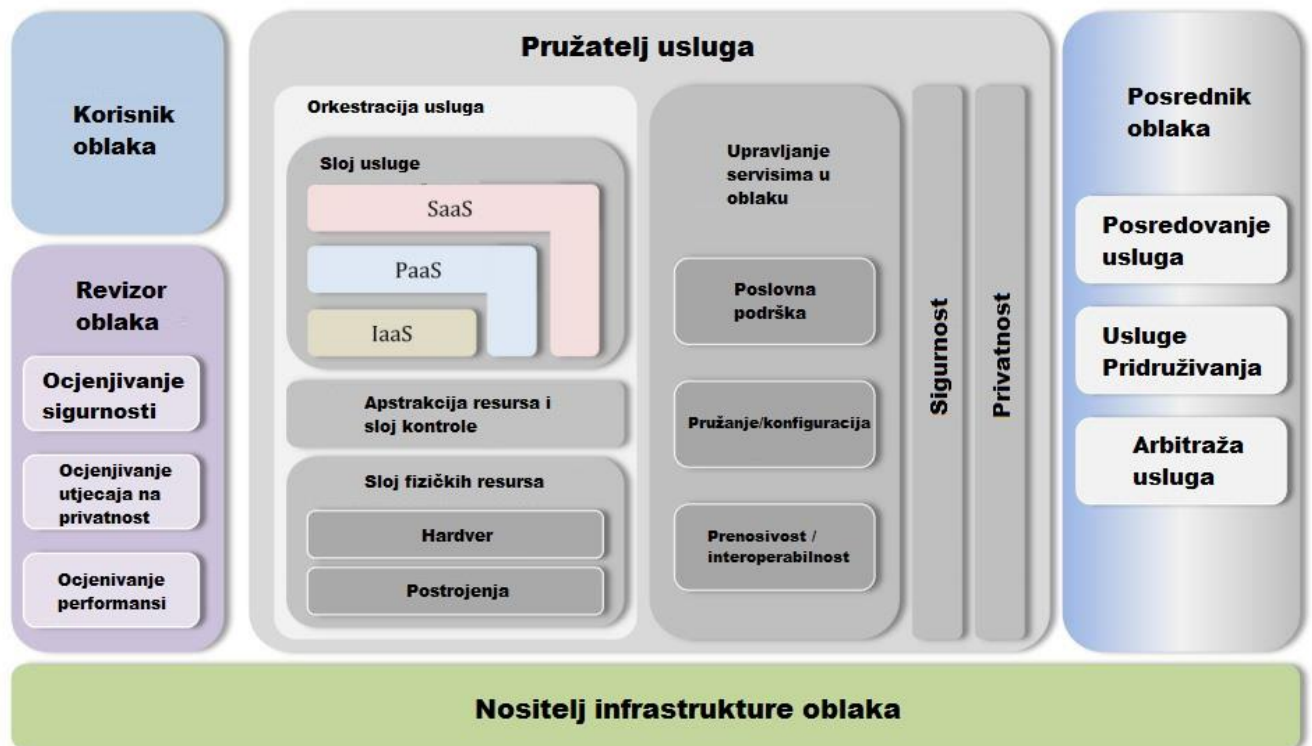 Pružatelj usluga
Korisnik
oblaka
Revizor
oblaka
Ocjenjivanje
sigurnosti
Ocjenjivanje
utjecaja na
privatnost
Ocjenivanje
performansi
Orkestracija usluga
Sloj usluge
SaaS
PaaS
IaaS
Apstrakcija resursa i
sloj kontrole
Sloj fizičkih resursa
Hardver
Postrojenja
Upravljanje
servisima u
oblaku
Poslovna
podrška
Pružanje/konfiguracija
Prenosivost /
interoperabilnost
Sigurnost
Privatnost
Posrednik
oblaka
Posredovanje
usluga
Usluge
Pridruživanja
Arbitraža
usluga
Nositelj infrastrukture oblaka